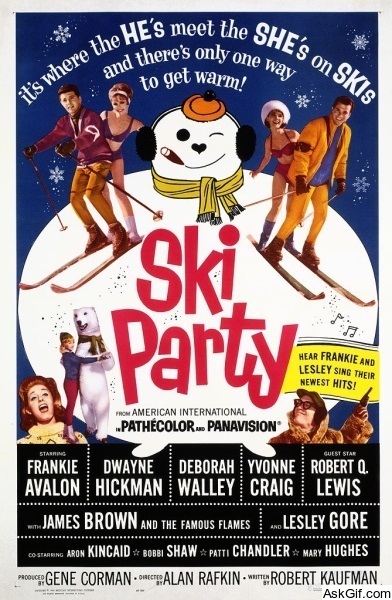 it's where the HE'S meet the SHE'S on SKIs
and there's only one way
to get warm!
Ski
Party
HEAR FRANKIE AND
LESLEY SING THEIR
NEWEST HITS!
FROM AMERICAN INTERNATIONAL
IN PATHÉCOLOR AND PANAVISION®
STARRING
FRANKIE
AVALON
DWAYNE
HICKMAN
DEBORAH
WALLEY
YVONNE
CRAIG
GUEST STAR
ROBERT Q.
LEWIS
WITH JAMES BROWN AND THE FAMOUS FLAMES
AND LESLEY GORE
CO-STARRING ARON KINCAID ★ BOBBI SHAW ★ PATTI CHANDLER ★ MARY HUGHES
PRODUCED BY GENE CORMAN • DIRECTED BY ALAN RAFKIN • WRITTEN BY ROBERT KAUFMAN
AskGif.com